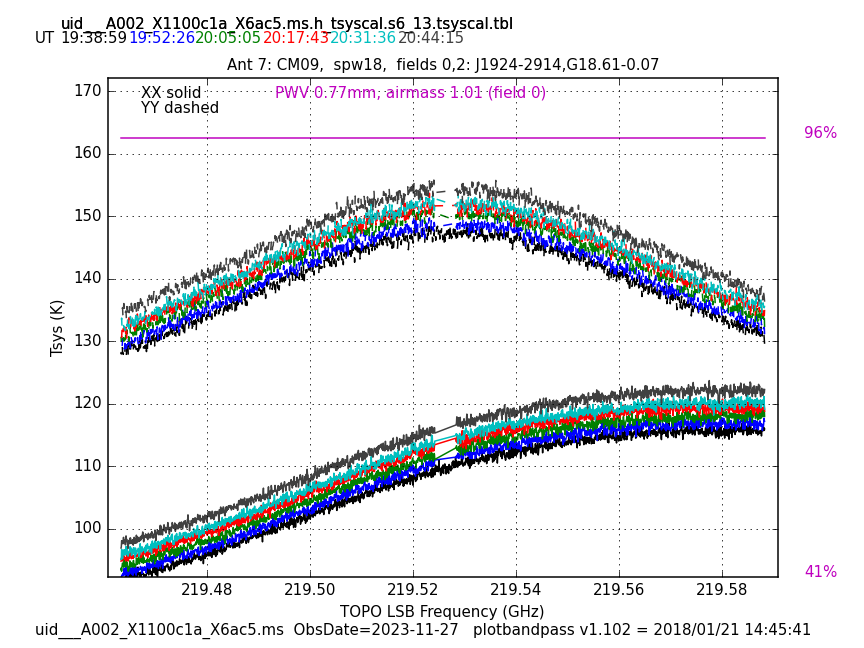 uid___A002_X1100c1a_X6ac5.ms.h_tsyscal.s6_13.tsyscal.tbl
UT 19:38:59 19:52:26 20:05:05 20:17:43 20:31:36 20:44:15
Ant 7: CM09,  spw18,  fields 0,2: J1924-2914,G18.61-0.07
170
XX solid
PWV 0.77mm, airmass 1.01 (field 0)
YY dashed
96%
160
150
140
130
Tsys (K)
120
110
100
41%
219.48 219.50 219.52 219.54 219.56 219.58
TOPO LSB Frequency (GHz)
uid___A002_X1100c1a_X6ac5.ms  ObsDate=2023-11-27   plotbandpass v1.102 = 2018/01/21 14:45:41